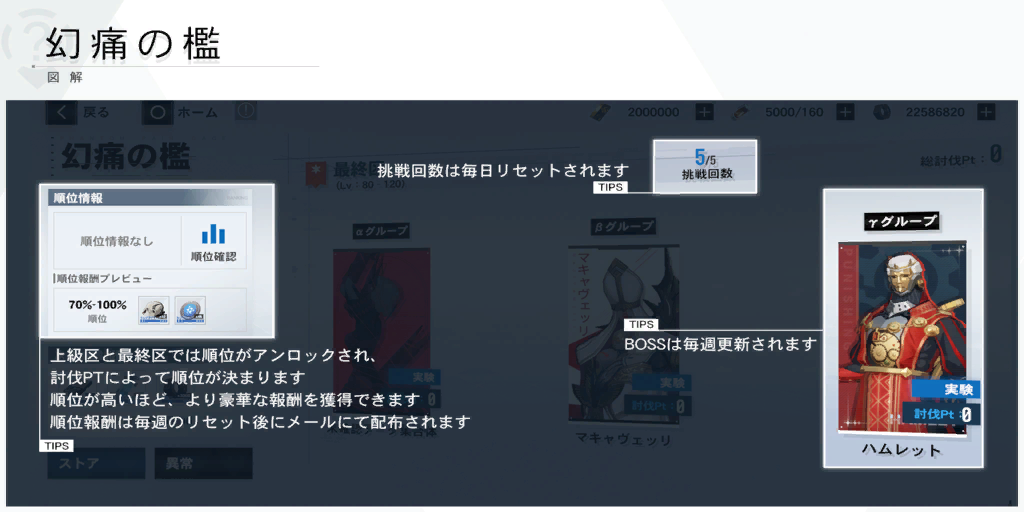 幻痛の檻
図解
戻る
ホーム
2000000
5000/160
22586820
幻痛の檻
挑戦回数は毎日リセットされます
TIPS
5/5
挑戦回数
総討伐Pt：0
(Lv：80 120)
順位情報
順位情報なし
順位確認
順位報酬プレビュー
70%-100%
順位
αグループ
実験
βグループ
マキャヴェッリ
実験
討伐Pt：0
マキャヴェッリ
γグループ
実験
討伐Pt：0
ハムレット
TIPS
BOSSは毎週更新されます
上級区と最終区では順位がアンロックされ、
討伐PTによって順位が決まります
順位が高いほど、より豪華な報酬を獲得できます
順位報酬は毎週のリセット後にメールにて配布されます
TIPS
ストア
異常